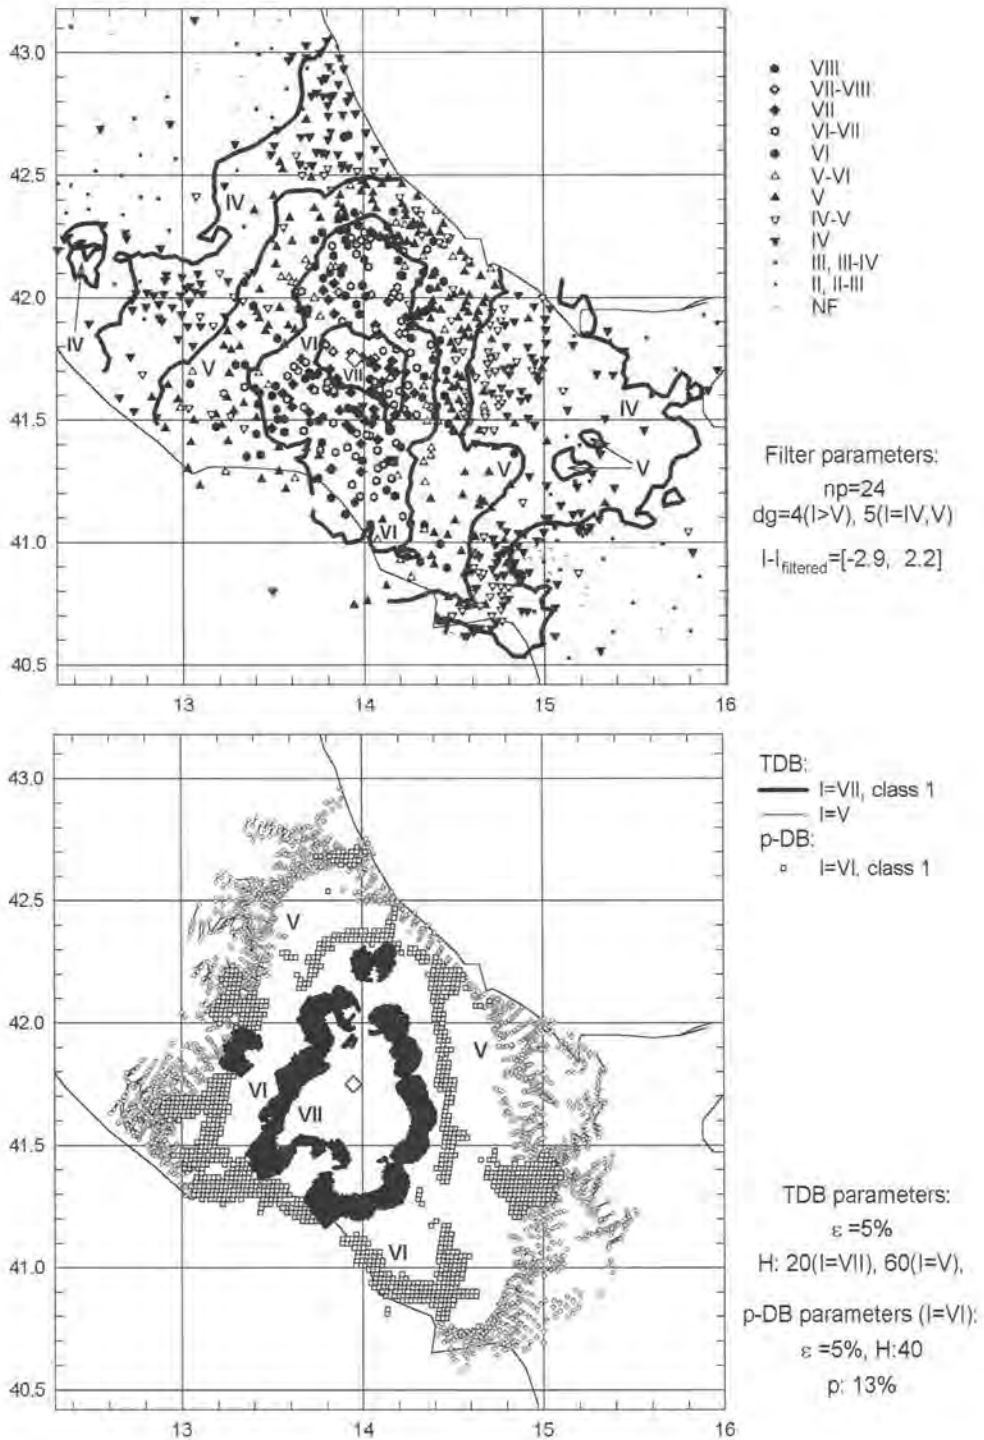 43.0
42.5
42.0
41.5
41.0
40.5
13
14
15
16
IV
IV
VI
V
VII
IV
V
V
VI
VIII
VII-VIII
VII
VI-VII
VI
V-VI
V
IV-V
IV
III, III-IV
II, II-III
NF
Filter parameters:
np=24
dg=4(I>V), 5(I=IV,V)
I-Ifiltered=[-2.9, 2.2]
43.0
42.5
42.0
41.5
41.0
40.5
13
14
15
16
V
V
VI
VII
VI
TDB:
I=VII, class 1
I=V
p-DB:
I=VI, class 1
TDB parameters:
ε =5%
H: 20(I=VII), 60(I=V),
p-DB parameters (I=VI):
ε =5%, H:40
p: 13%